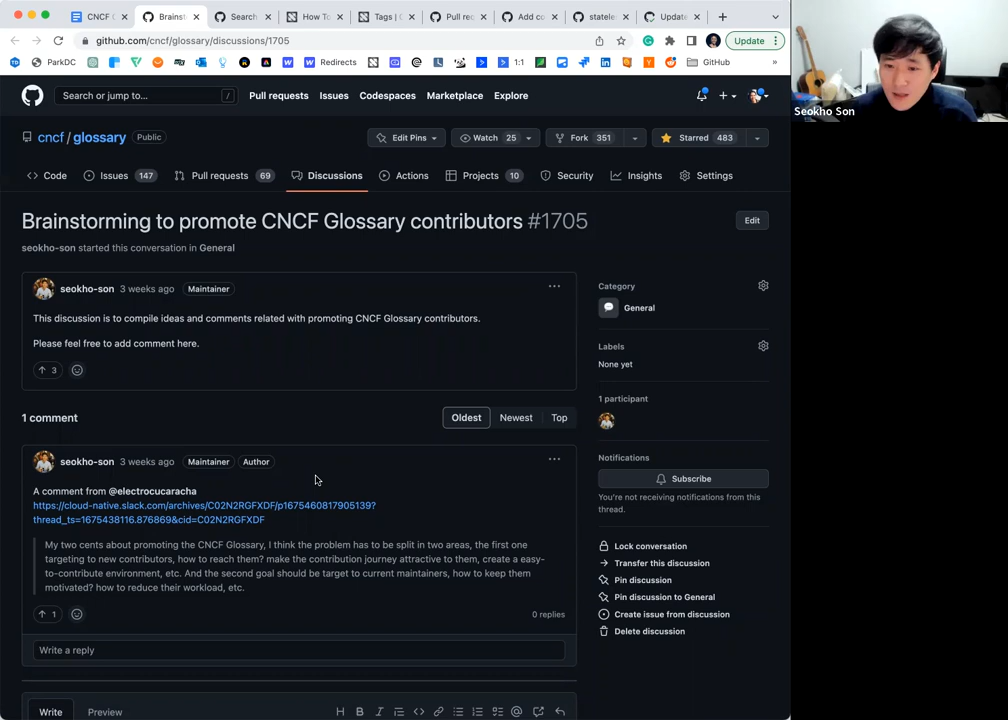 CNCF G
Brainst
Search
How To
Tags | C
Pull rec
Add co
stateles
Update
github.com/cncf/glossary/discussions/1705
Update
ParkDC
Redirects
1:1
GitHub
»
Search or jump to...
/
Pull requests
Issues
Codespaces
Marketplace
Explore
Seokho Son
cncf / glossary
Public
Edit Pins
Watch 25
Fork 351
Starred 483
Code
Issues 147
Pull requests 69
Discussions
Actions
Projects 10
Security
Insights
Settings
Brainstorming to promote CNCF Glossary contributors #1705
Edit
seokho-son started this conversation in General
seokho-son 3 weeks ago Maintainer
This discussion is to compile ideas and comments related with promoting CNCF Glossary contributors.
Please feel free to add comment here.
3
Category
General
Labels
None yet
1 participant
1 comment
Oldest
Newest
Top
seokho-son 3 weeks ago Maintainer Author
A comment from @electrocucaracha
https://cloud-native.slack.com/archives/C02N2RGFXDF/p1675460817905139?
thread_ts=1675438116.876869&cid=C02N2RGFXDF
My two cents about promoting the CNCF Glossary, I think the problem has to be split in two areas, the first one
targeting to new contributors, how to reach them? make the contribution journey attractive to them, create a easy-
to-contribute environment, etc. And the second goal should be target to current maintainers, how to keep them
motivated? how to reduce their workload, etc.
1
0 replies
Write a reply
Notifications
Subscribe
You're not receiving notifications from this
thread.
Lock conversation
Transfer this discussion
Pin discussion
Pin discussion to General
Create issue from discussion
Delete discussion
Write
Preview
H B I